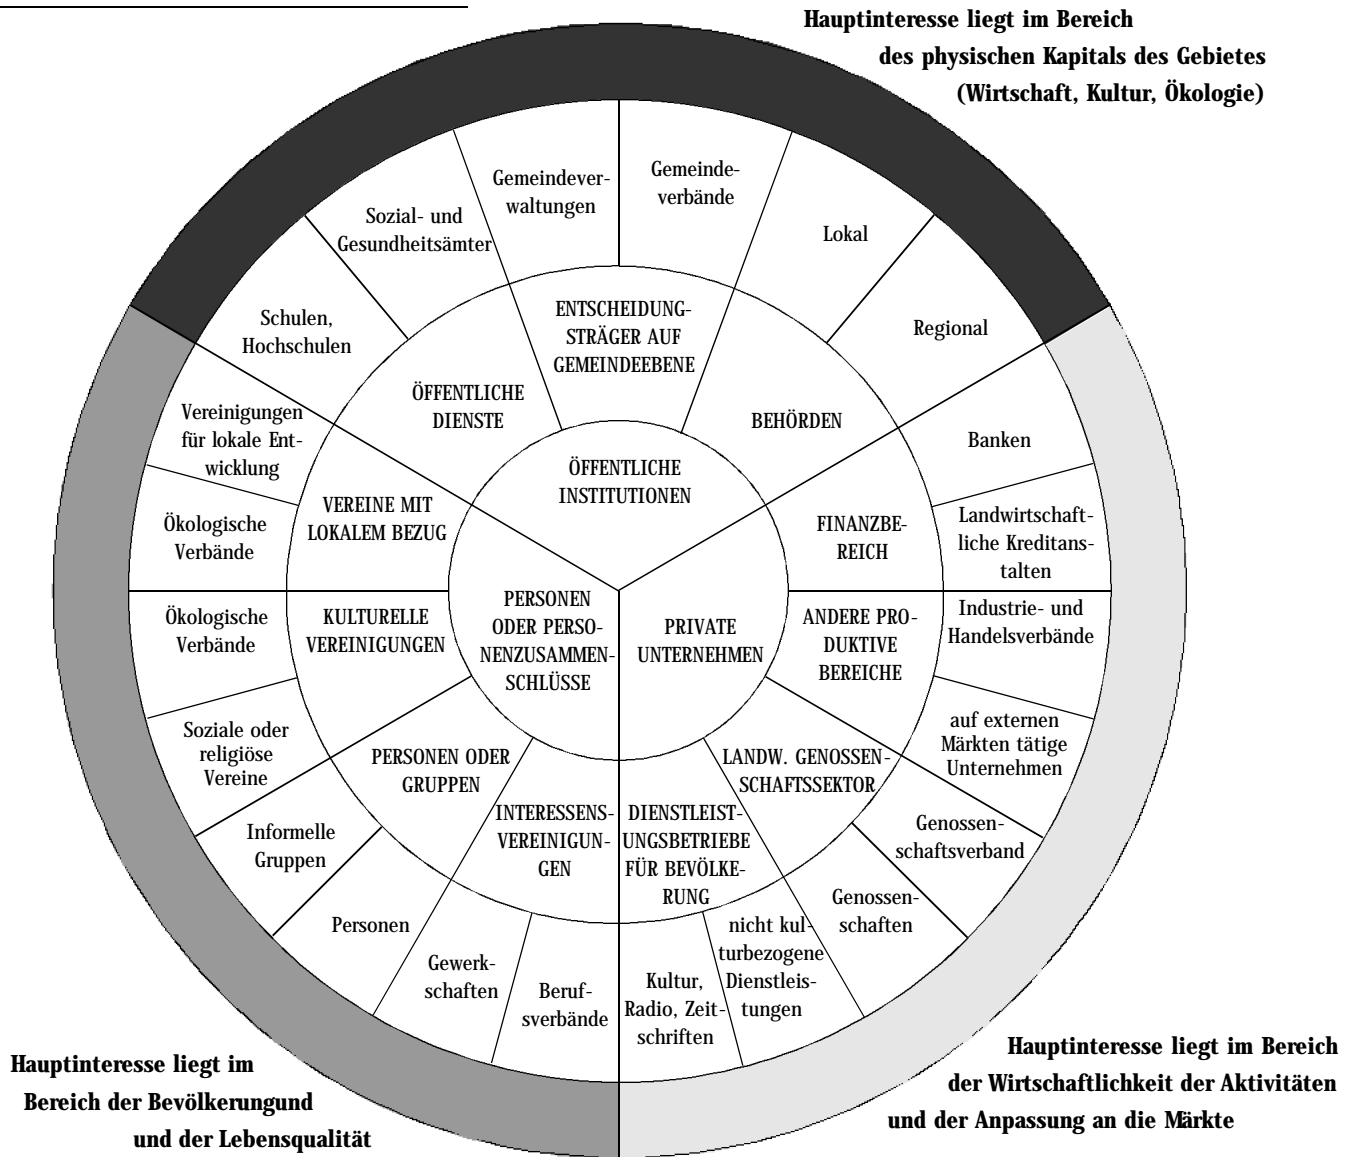 Hauptinteresse liegt im Bereich
des physischen Kapitals des Gebietes
(Wirtschaft, Kultur, Ökologie)
Gemeindever-
waltungen
Gemeinde-
verbände
Sozial- und
Gesundheitsämter
Lokal
Schulen,
Hochschulen
Regional
ENTSCHEIDUNG-
STRÄGER AUF
GEMEINDEEBENE
ÖFFENTLICHE
DIENSTE
BEHÖRDEN
ÖFFENTLICHE
INSTITUTIONEN
Vereinigungen
für lokale Ent-
wicklung
Ökologische
Verbände
VEREINE MIT
LOKALEM BEZUG
FINANZBE-
REICH
Banken
Landwirtschaft-
liche Kreditans-
talten
Ökologische
Verbände
KULTURELLE
VEREINIGUNGEN
PERSONEN
ODER PERSO-
NENZUSAMMEN-
SCHLÜSSE
PRIVATE
UNTERNEHMEN
ANDERE PRO-
DUKTIVE
BEREICHE
Industrie- und
Handelsverbände
Soziale oder
religiöse
Vereine
auf externen
Märkten tätige
Unternehmen
PERSONEN ODER
GRUPPEN
LANDW. GENOSSEN-
SCHAFTSSEKTOR
INTERESSENS-
VEREINIGUN-
GEN
DIENSTLEIST-
UNGSBETRIEBE
FÜR BEVÖLKE-
RUNG
Informelle
Gruppen
Genossen-
schaftsverband
Personen
Genossen-
schaften
Gewerk-
schaften
Beruf-
sverbände
Kultur,
Radio, Zeit-
schriften
nicht kul-
turbezogene
Dienstleis-
tungen
Hauptinteresse liegt im
Bereich der Bevölkerungund
und der Lebensqualität
Hauptinteresse liegt im Bereich
der Wirtschaftlichkeit der Aktivitäten
und der Anpassung an die Märkte